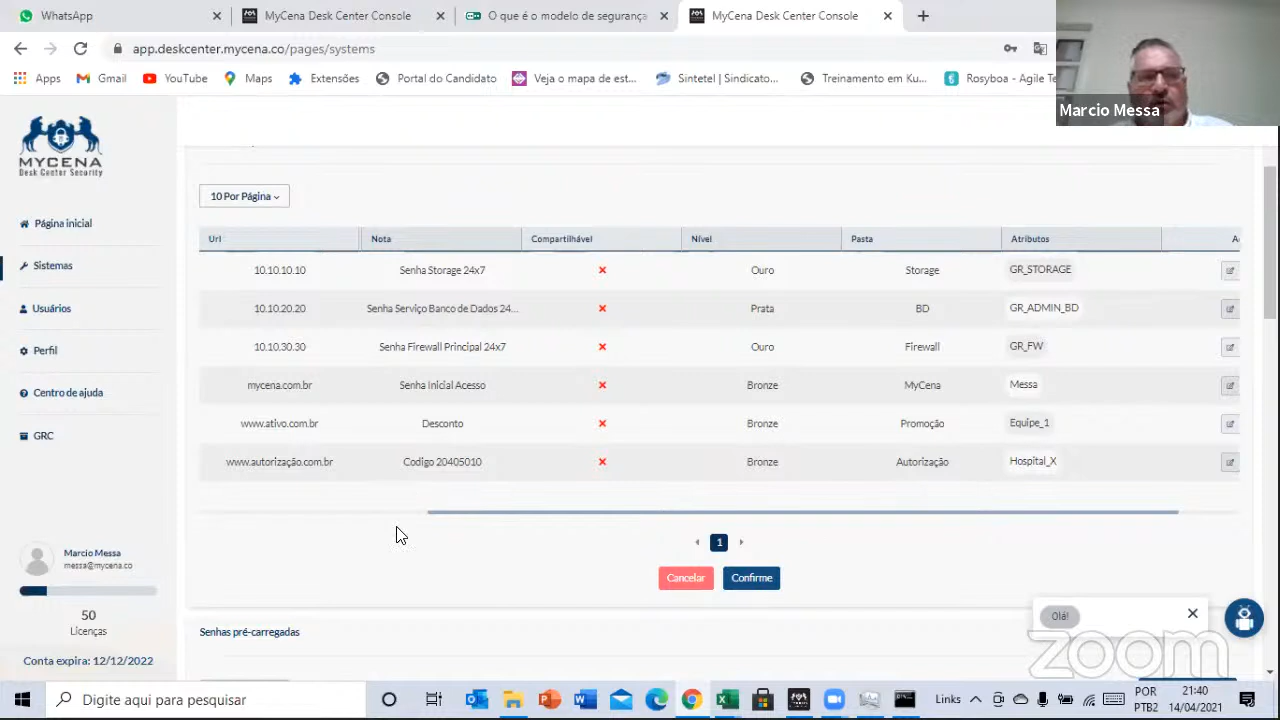 WhatsApp
MyCena Desk Center Console
O que é o modelo de segurança
MyCena Desk Center Console
app.deskcenter.mycena.co/pages/systems
Apps
Gmail
YouTube
Maps
Extensões
Portal do Candidato
Veja o mapa de est...
Sintetel | Sindicato...
Treinamento em Ku...
Rosyboa - Agile Te
Marcio Messa
MYCENA
Desk Center Security
Página inicial
Sistemas
Usuários
Perfil
Centro de ajuda
GRC
10 Por Página
Url Nota Compartilhável Nível Pasta Atributos
10.10.10.10 Senha Storage 24x7 Ouro Storage GR_STORAGE
10.10.20.20 Senha Serviço Banco de Dados 24... Prata BD GR_ADMIN_BD
10.10.30.30 Senha Firewall Principal 24x7 Ouro Firewall GR_FW
mycena.com.br Senha Inicial Acesso Bronze MyCena Messa
www.ativo.com.br Desconto Bronze Promoção Equipe_1
www.autorização.com.br Codigo 20405010 Bronze Autorização Hospital_X
1
Cancelar Confirme
Senhas pré-carregadas
Marcio Messa
messa@mycena.co
50
Licenças
Conta expira: 12/12/2022
Olá!
zoom
Digite aqui para pesquisar
Links
POR
PTB2
21:40
14/04/2021